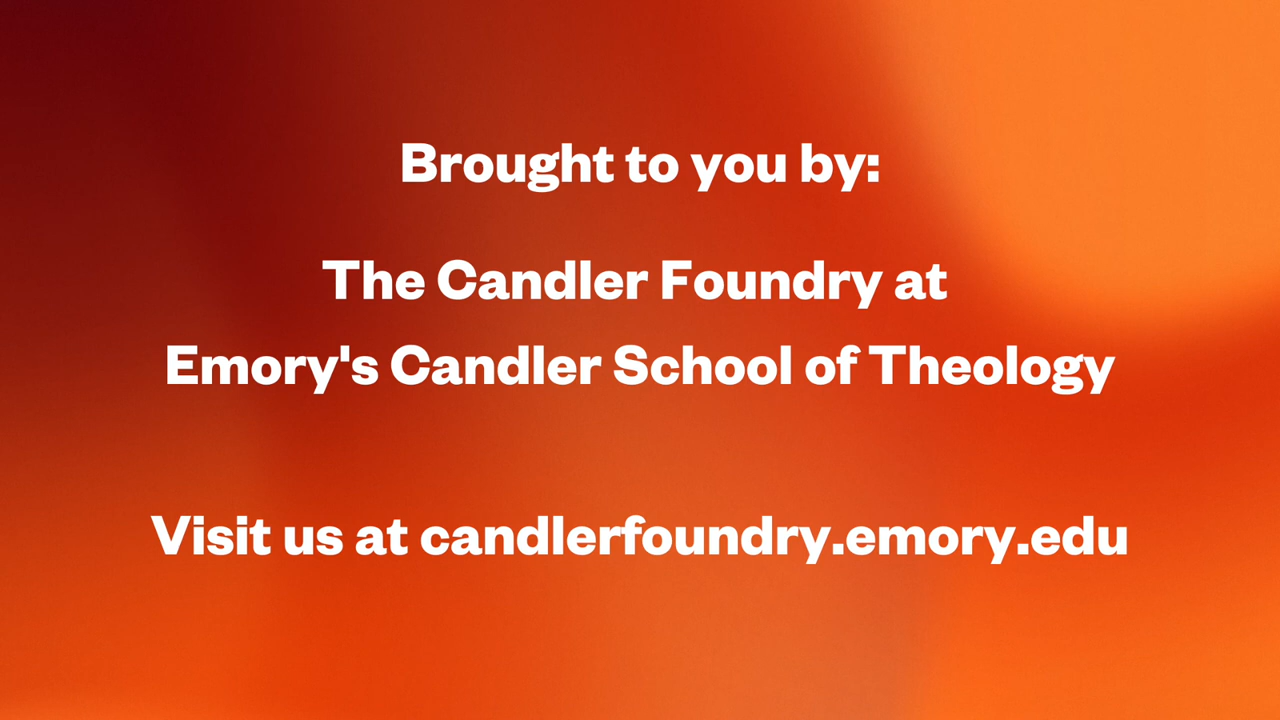 Brought to you by:
The Candler Foundry at
Emory's Candler School of Theology
Visit us at candlerfoundry.emory.edu